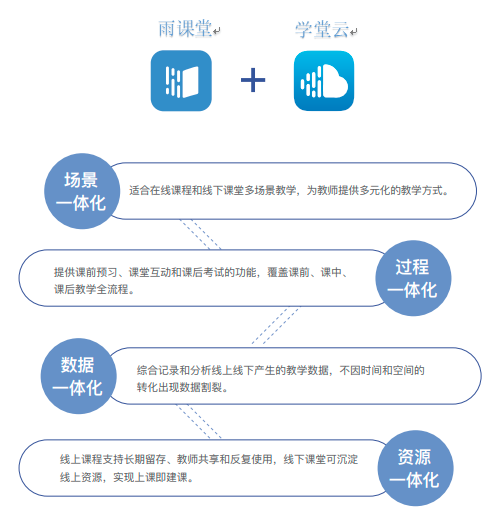 雨课堂
学堂云
场景
一体化
适合在线课程和线下课堂多场景教学，为教师提供多元化的教学方式。
提供课前预习、课堂互动和课后考试的功能，覆盖课前、课中、
课后教学全流程。
过程
一体化
数据
一体化
综合记录和分析线上线下产生的教学数据，不因时间和空间的
转化出现数据割裂。
线上课程支持长期留存、教师共享和反复使用，线下课堂可沉淀
线上资源，实现上课即建课。
资源
一体化